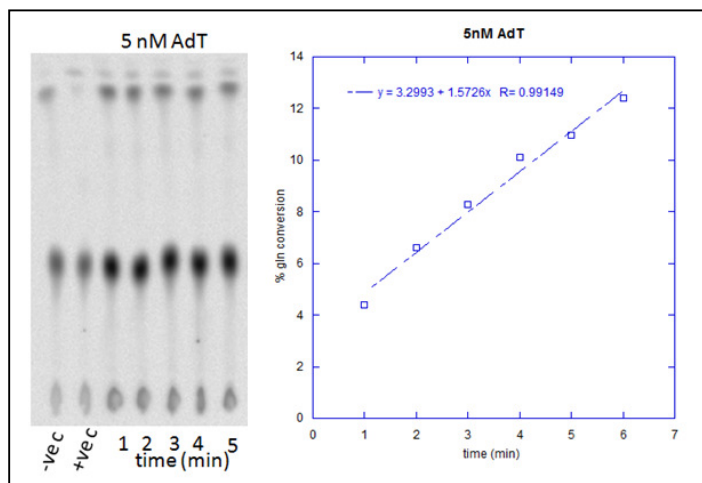 5 nM AdT
-vec
+vec
1 2 3 4 5
time (min)
5nM AdT
y = 3.2993 + 1.5726x R= 0.99149
% gln conversion
14
12
10
8
6
4
2
0
0 1 2 3 4 5 6 7
time (min)